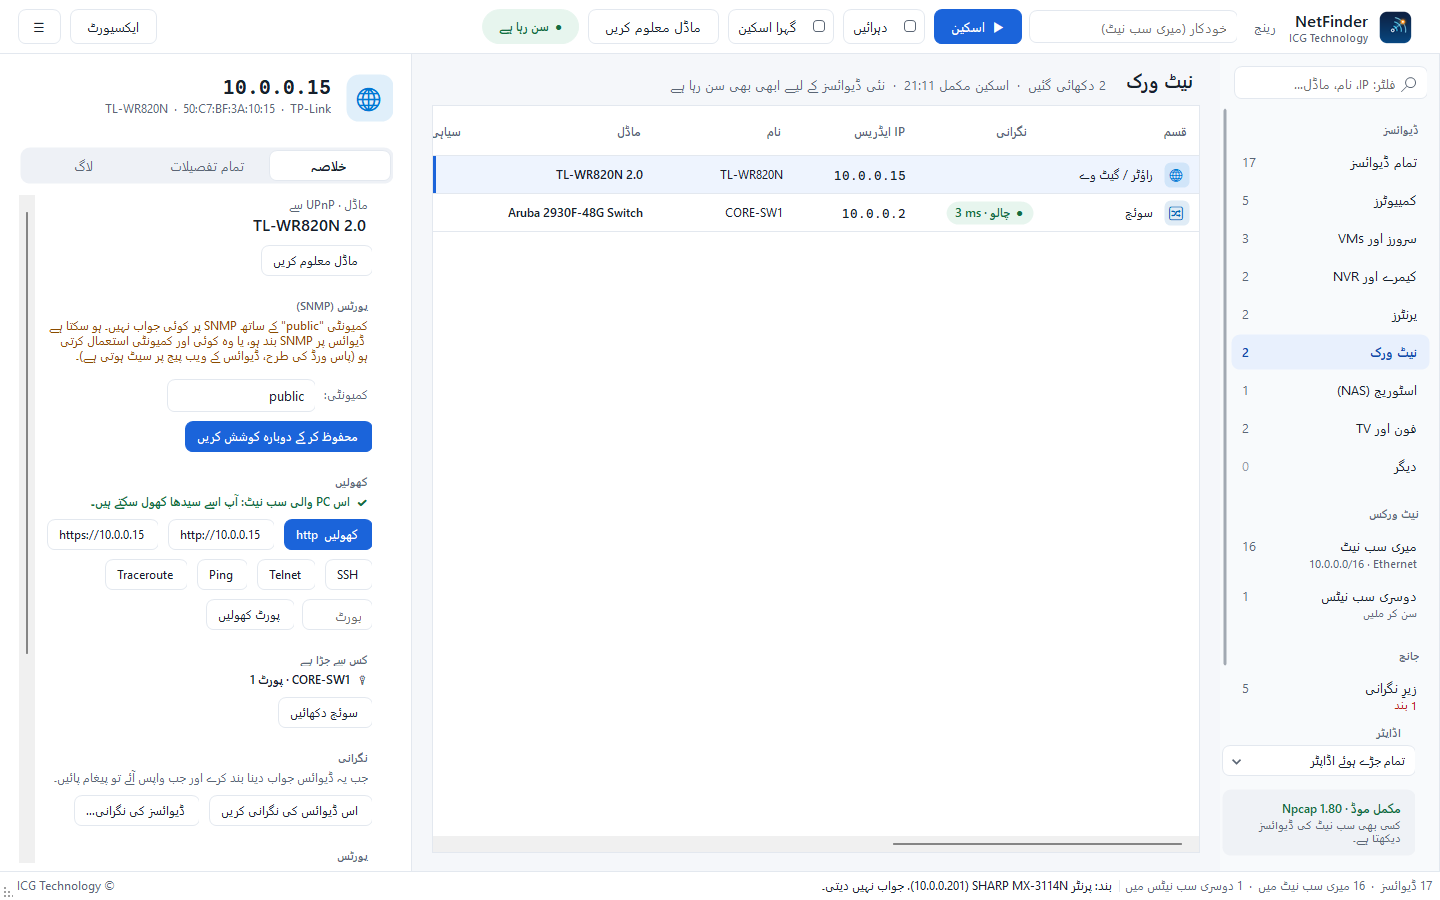 NetFinder
ICG Technology
رینج
خودکار (میری سب نیٹ)
اسکین
دہرائیں
گہرا اسکین
ماڈل معلوم کریں
● سن رہا ہے
ایکسپورٹ
☰
فلٹر: IP، نام، ماڈل...
ڈیوائسز
تمام ڈیوائسز 17
کمپیوٹرز 5
سرورز اور VMs 3
کیمرے اور NVR 2
پرنٹرز 2
نیٹ ورک 2
اسٹوریج (NAS) 1
فون اور TV 2
دیگر 0
نیٹ ورکس
میری سب نیٹ 16
10.0.0.0/16 · Ethernet
دوسری سب نیٹس 1
سن کر ملیں
جانچ
زیر نگرانی 5
1 بند
اڈاپٹر
تمام جڑے ہوئے اڈاپٹر
مکمل موڈ · Npcap 1.80
کسی بھی سب نیٹ کی ڈیوائسز
دیکھتا ہے۔
نیٹ ورک
2 دکھائی گئیں · اسکین مکمل 21:11 · نئی ڈیوائسز کے لیے ابھی بھی سن رہا ہے
قسم نگرانی IP ایڈریس نام ماڈل
راؤٹر / گیٹ وے 10.0.0.15 TL-WR820N TL-WR820N 2.0
سوئچ ● چالو · 3 ms 10.0.0.2 CORE-SW1 Aruba 2930F-48G Switch
10.0.0.15
TL-WR820N · 50:C7:BF:3A:10:15 · TP-Link
خلاصہ
تمام تفصیلات
لاگ
ماڈل · UPnP سے
TL-WR820N 2.0
ماڈل معلوم کریں
پورٹس (SNMP)
کمیونٹی "public" کے ساتھ SNMP پر کوئی جواب نہیں۔ ہو سکتا ہے
ڈیوائس پر SNMP بند ہو، یا وہ کوئی اور کمیونٹی استعمال کرتی
ہو (پاس ورڈ کی طرح، ڈیوائس کے ویب پیج پر سیٹ ہوتی ہے)۔
کمیونٹی: public
محفوظ کر کے دوبارہ کوشش کریں
کھولیں
✔ اس PC والی سب نیٹ: آپ اسے سیدھا کھول سکتے ہیں۔
کھولیں http
http://10.0.0.15
https://10.0.0.15
SSH
Telnet
Ping
Traceroute
پورٹ
پورٹ کھولیں
کس سے جڑا ہے
CORE-SW1 · پورٹ 1
سوئچ دکھائیں
نگرانی
جب یہ ڈیوائس جواب دینا بند کرے اور جب واپس آئے تو پیغام پائیں۔
اس ڈیوائس کی نگرانی کریں
ڈیوائسز کی نگرانی...
پورٹس
17 ڈیوائسز · 16 میری سب نیٹ میں · 1 دوسری سب نیٹس میں
بند: پرنٹر SHARP MX-3114N (10.0.0.201)، جواب نہیں دیتی۔
© ICG Technology